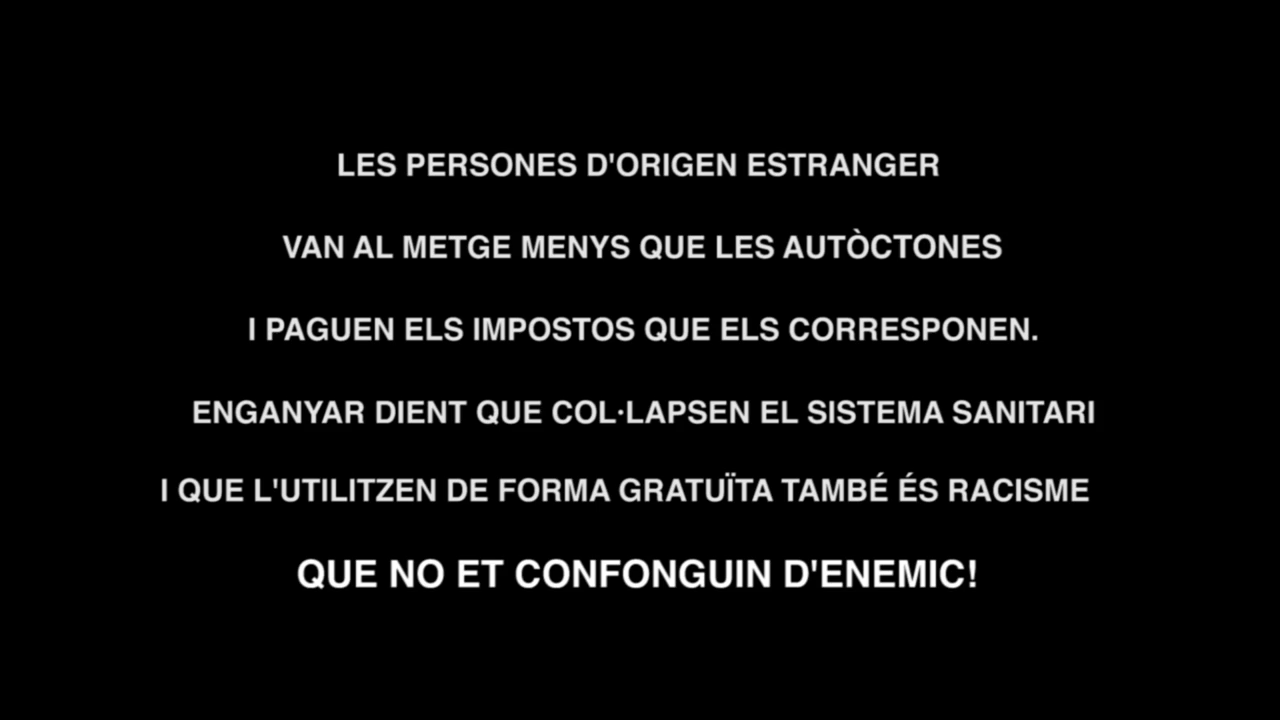 LES PERSONES D'ORIGEN ESTRANGER
VAN AL METGE MENYS QUE LES AUTÒCTONES
I PAGUEN ELS IMPOSTOS QUE ELS CORRESPONEN.
ENGANYAR DIENT QUE COL·LAPSEN EL SISTEMA SANITARI
I QUE L'UTILITZEN DE FORMA GRATUÏTA TAMBÉ ÉS RACISME
QUE NO ET CONFONGUIN D'ENEMIC!